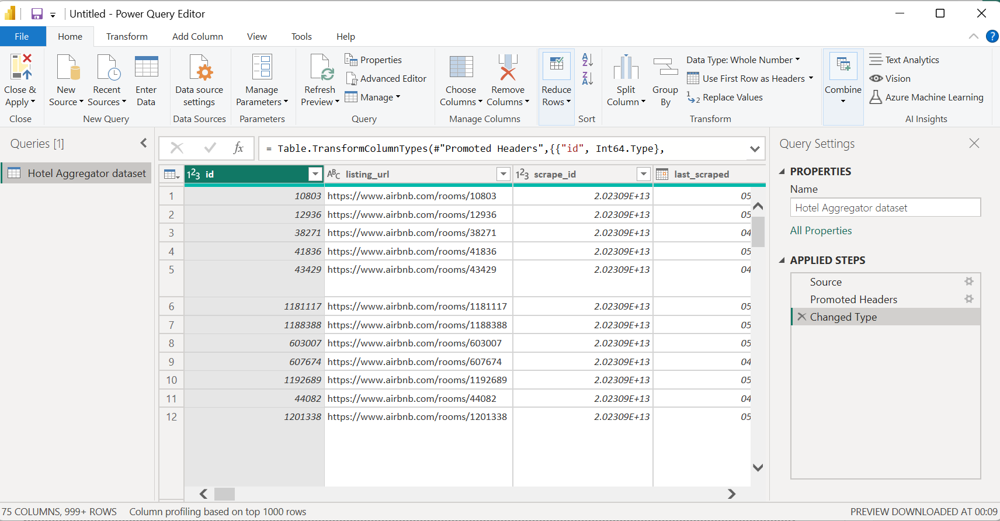 Untitled - Power Query Editor
File
Home
Transform
Add Column
View
Tools
Help
?
Close &
Apply
Close
New
Source
Recent
Sources
Enter
Data
New Query
Data source
settings
Data Sources
Manage
Parameters
Parameters
Refresh
Preview
Properties
Advanced Editor
Manage
Query
Choose
Columns
Remove
Columns
Manage Columns
Reduce
Rows
A
Z
Z
A
Sort
Split
Column
Group
By
Data Type: Whole Number
Use First Row as Headers
1
2
Replace Values
Transform
Combine
Text Analytics
Vision
Azure Machine Learning
AI Insights
Queries [1]
Hotel Aggregator dataset
fx
= Table.TransformColumnTypes(#"Promoted Headers",{{"id", Int64.Type},
123 id
ABC listing_url
123 scrape_id
last_scraped
1 10803 https://www.airbnb.com/rooms/10803 2.02309E+13 05
2 12936 https://www.airbnb.com/rooms/12936 2.02309E+13 05
3 38271 https://www.airbnb.com/rooms/38271 2.02309E+13 04
4 41836 https://www.airbnb.com/rooms/41836 2.02309E+13 05
5 43429 https://www.airbnb.com/rooms/43429 2.02309E+13 04
6 1181117 https://www.airbnb.com/rooms/1181117 2.02309E+13 05
7 1188388 https://www.airbnb.com/rooms/1188388 2.02309E+13 05
8 603007 https://www.airbnb.com/rooms/603007 2.02309E+13 05
9 607674 https://www.airbnb.com/rooms/607674 2.02309E+13 04
10 1192689 https://www.airbnb.com/rooms/1192689 2.02309E+13 05
11 44082 https://www.airbnb.com/rooms/44082 2.02309E+13 04
12 1201338 https://www.airbnb.com/rooms/1201338 2.02309E+13 05
Query Settings
PROPERTIES
Name
Hotel Aggregator dataset
All Properties
APPLIED STEPS
Source
Promoted Headers
Changed Type
75 COLUMNS, 999+ ROWS
Column profiling based on top 1000 rows
PREVIEW DOWNLOADED AT 00:09